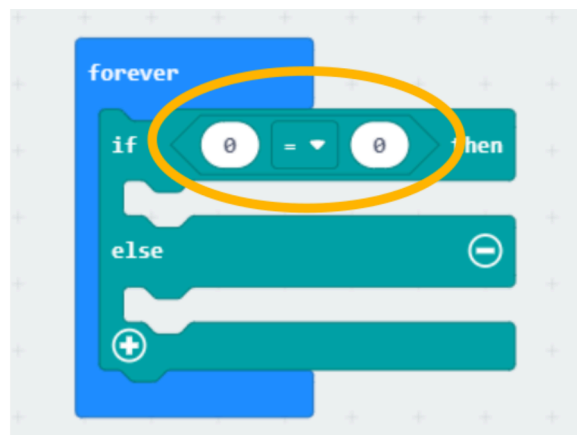 forever
if 0 = 0 then
else